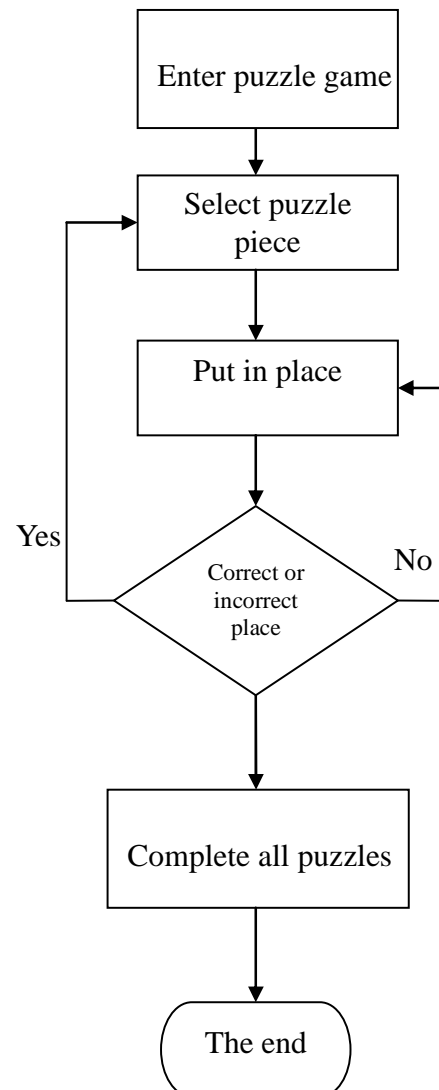 Enter puzzle game
Select puzzle
piece
Put in place
Yes
No
Correct or
incorrect
place
Complete all puzzles
The end